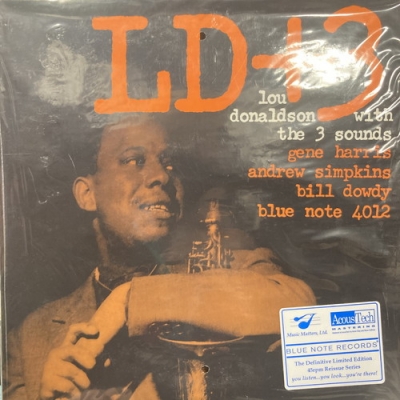 LD+3
lou
donaldson with
the 3 sounds
gene harris
andrew simpkins
bill dowdy
blue note 4012
Music Matters, Ltd.
AcousTech
MASTERING
BLUE NOTE RECORDS
The Definitive Limited Edition
45rpm Reissue Series
you listen...you look...you're there!